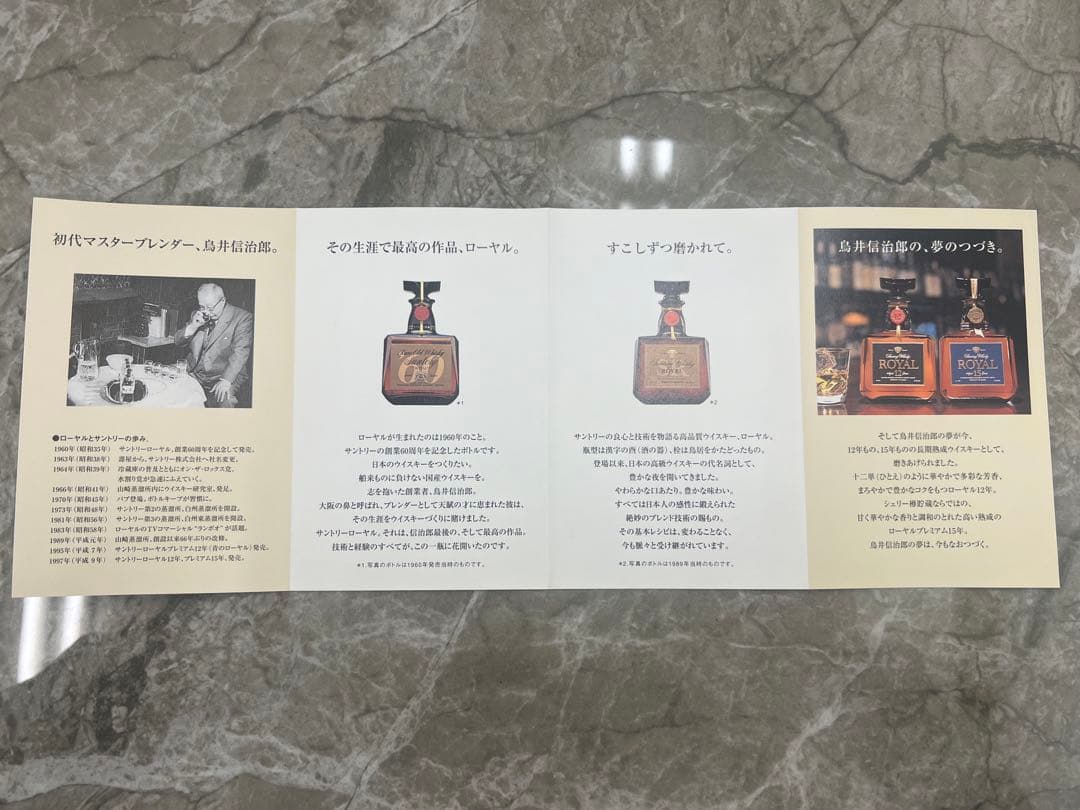 初代マスターブレンダー、鳥井信治郎。
●ローヤルとサントリーの歩み。
1960年(昭和35年) サントリーローヤル、創業60周年を記念して発売。
1963年(昭和38年) 壽屋から、サントリー株式会社へ社名変更。
1964年(昭和39年) 冷蔵庫の普及とともにオン・ザ・ロックス党、
水割り党が急速にふえていく。
1966年(昭和41年) 山崎蒸溜所内にウイスキー研究室、発足。
1970年(昭和45年) パブ登場。ボトルキープが習慣に。
1973年(昭和48年) サントリー第2の蒸溜所、白州蒸溜所を開設。
1981年(昭和56年) サントリー第3の蒸溜所、白州東蒸溜所を開設。
1983年(昭和58年) ローヤルのTVコマーシャル“ランボオ”が話題。
1989年(平成元年) 山崎蒸溜所、創設以来66年ぶりの改修。
1995年(平成 7年) サントリーローヤルプレミアム12年(青のローヤル)発売。
1997年(平成 9年) サントリーローヤル12年、プレミアム15年、発売。
その生涯で最高の作品、ローヤル。
60
*1
ローヤルが生まれたのは1960年のこと。
サントリーの創業60周年を記念したボトルです。
日本のウイスキーをつくりたい。
舶来ものに負けない国産ウイスキーを。
志を抱いた創業者、鳥井信治郎。
大阪の鼻と呼ばれ、ブレンダーとして天賦の才に恵まれた彼は、
その生涯をウイスキーづくりに賭けました。
サントリーローヤル、それは、信治郎最後の、そして最高の作品。
技術と経験のすべてが、この一瓶に花開いたのです。
*1.写真のボトルは1960年発売当時のものです。
すこしずつ磨かれて。
ROYAL
*2
サントリーの良心と技術を物語る高品質ウイスキー、ローヤル。
瓶型は漢字の酉(酒の器)、栓は鳥居をかたどったもの。
登場以来、日本の高級ウイスキーの代名詞として、
豊かな夜を開いてきました。
やわらかな口あたり。豊かな味わい。
すべては日本人の感性に鍛えられた
絶妙のブレンド技術の賜もの。
その基本レシピは、変わることなく、
今も脈々と受け継がれています。
*2.写真のボトルは1989年当時のものです。
鳥井信治郎の、夢のつづき。
Suntory Whisky
ROYAL
12
Suntory Whisky
ROYAL
15
そして鳥井信治郎の夢が今、
12年もの、15年ものの長期熟成ウイスキーとして、
磨きあげられました。
十二単(ひとえ)のように華やかで多彩な芳香、
まろやかで豊かなコクをもつローヤル12年。
シェリー樽貯蔵ならではの、
甘く華やかな香りと調和のとれた高い熟成の
ローヤルプレミアム15年。
鳥井信治郎の夢は、今もなおつづく。